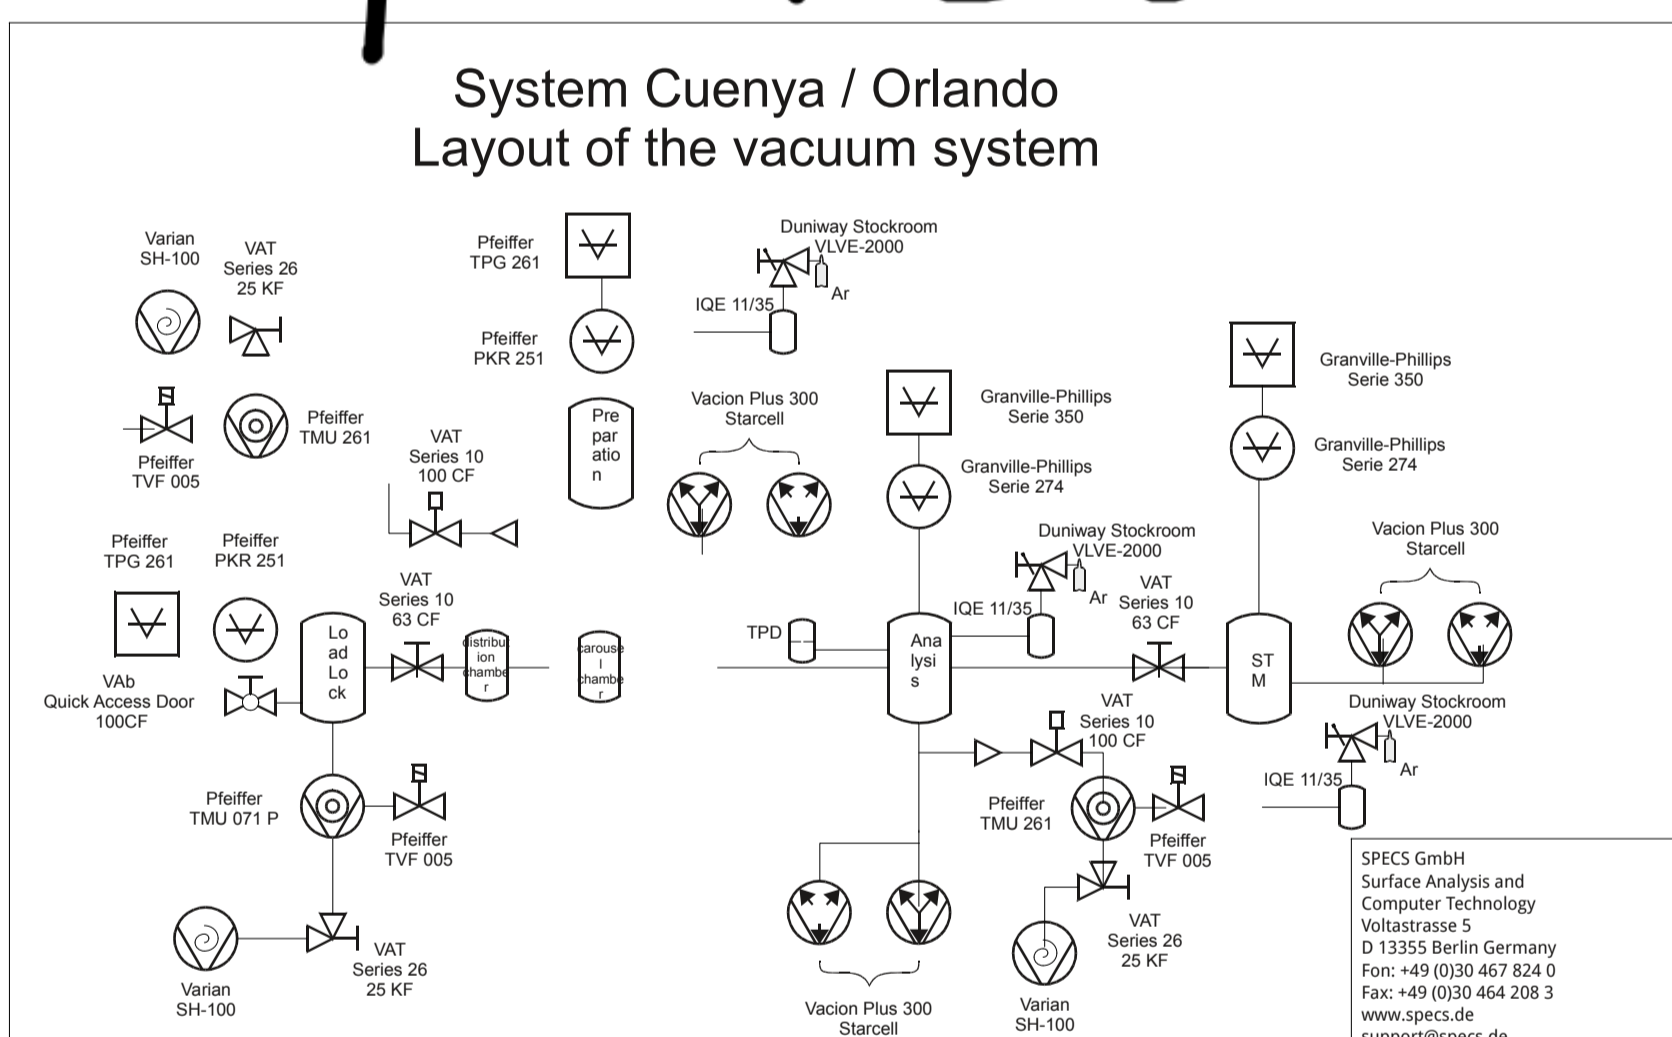 System Cuenya / Orlando
Layout of the vacuum system
Varian
SH-100
VAT
Series 26
25 KF
Pfeiffer
TPG 261
Pfeiffer
PKR 251
Duniway Stockroom
VLVE-2000
Ar
IQE 11/35
Granville-Phillips
Serie 350
Granville-Phillips
Serie 274
Pfeiffer
TMU 261
Pfeiffer
TVF 005
VAT
Series 10
100 CF
Pre
par
atio
n
Vacion Plus 300
Starcell
Granville-Phillips
Serie 350
Granville-Phillips
Serie 274
Pfeiffer
TPG 261
Pfeiffer
PKR 251
VAT
Series 10
63 CF
Duniway Stockroom
VLVE-2000
Ar
IQE 11/35
VAT
Series 10
63 CF
Vacion Plus 300
Starcell
VAb
Quick Access Door
100CF
Lo
ad
Lo
ck
distribut
ion
chambe
r
carouse
l
chambe
r
TPD
Ana
lysi
s
ST
M
VAT
Series 10
100 CF
Duniway Stockroom
VLVE-2000
Ar
IQE 11/35
Pfeiffer
TMU 071 P
Pfeiffer
TVF 005
Pfeiffer
TMU 261
Pfeiffer
TVF 005
Varian
SH-100
VAT
Series 26
25 KF
Vacion Plus 300
Starcell
Varian
SH-100
VAT
Series 26
25 KF
SPECS GmbH
Surface Analysis and
Computer Technology
Voltastrasse 5
D 13355 Berlin Germany
Fon: +49 (0)30 467 824 0
Fax: +49 (0)30 464 208 3
www.specs.de
support@specs.de